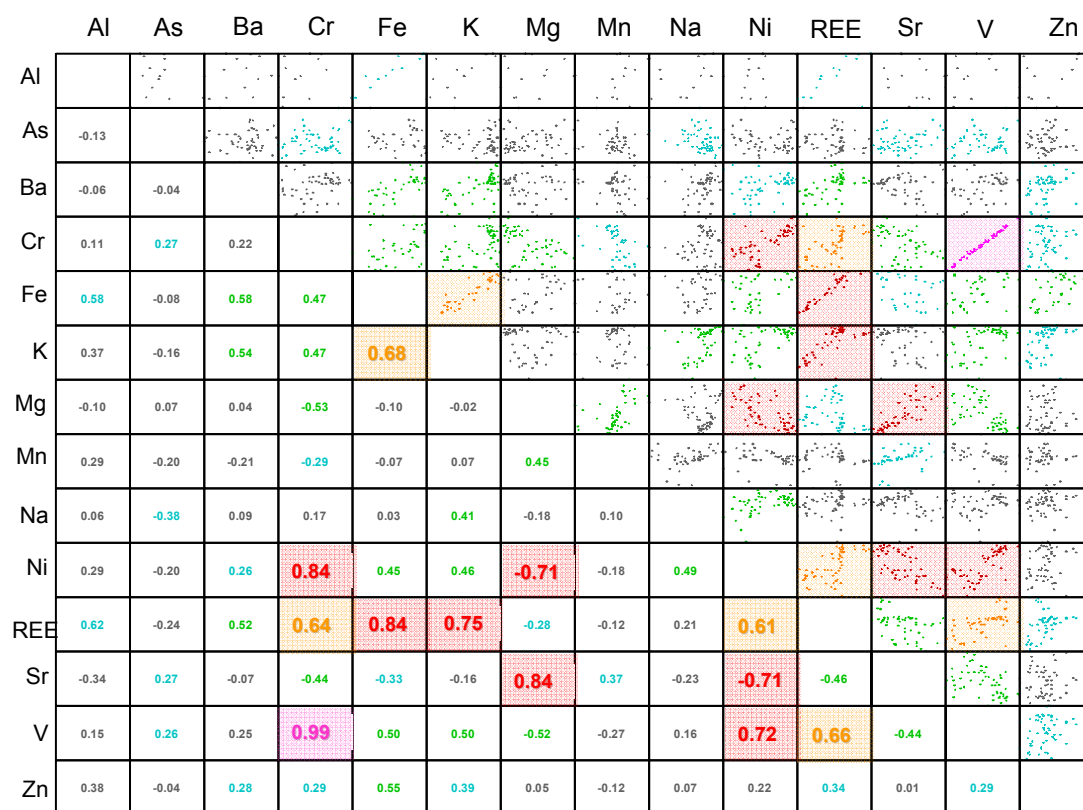 Al As Ba Cr Fe K Mg Mn Na Ni REE Sr V Zn
Al
As -0.13
Ba -0.06 -0.04
Cr 0.11 0.27 0.22
Fe 0.58 -0.08 0.58 0.47
K 0.37 -0.16 0.54 0.47 0.68
Mg -0.10 0.07 0.04 -0.53 -0.10 -0.02
Mn 0.29 -0.20 -0.21 -0.29 -0.07 0.07 0.45
Na 0.06 -0.38 0.09 0.17 0.03 0.41 -0.18 0.10
Ni 0.29 -0.20 0.26 0.84 0.45 0.46 -0.71 -0.18 0.49
REE 0.62 -0.24 0.52 0.64 0.84 0.75 -0.28 -0.12 0.21 0.61
Sr -0.34 0.27 -0.07 -0.44 -0.33 -0.16 0.84 0.37 -0.23 -0.71 -0.46
V 0.15 0.26 0.25 0.99 0.50 0.50 -0.52 -0.27 0.16 0.72 0.66 -0.44
Zn 0.38 -0.04 0.28 0.29 0.55 0.39 0.05 -0.12 0.07 0.22 0.34 0.01 0.29